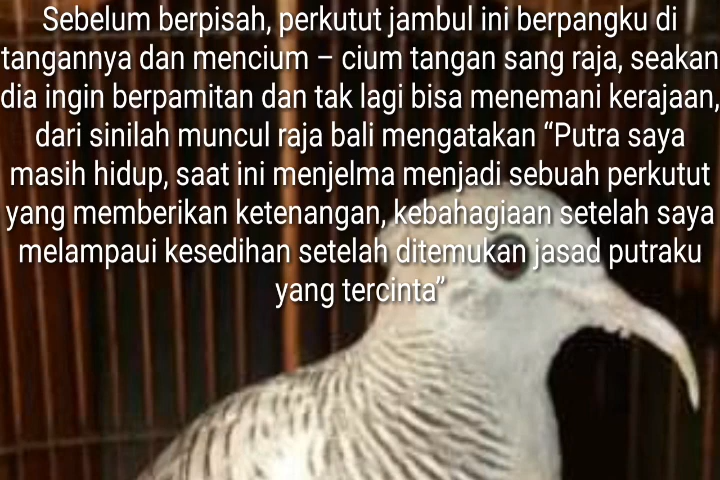 Sebelum berpisah, perkutut jambul ini berpangku di
tangannya dan mencium – cium tangan sang raja, seakan
dia ingin berpamitan dan tak lagi bisa menemani kerajaan,
dari sinilah muncul raja bali mengatakan “Putra saya
masih hidup, saat ini menjelma menjadi sebuah perkutut
yang memberikan ketenangan, kebahagiaan setelah saya
melampaui kesedihan setelah ditemukan jasad putraku
yang tercinta”